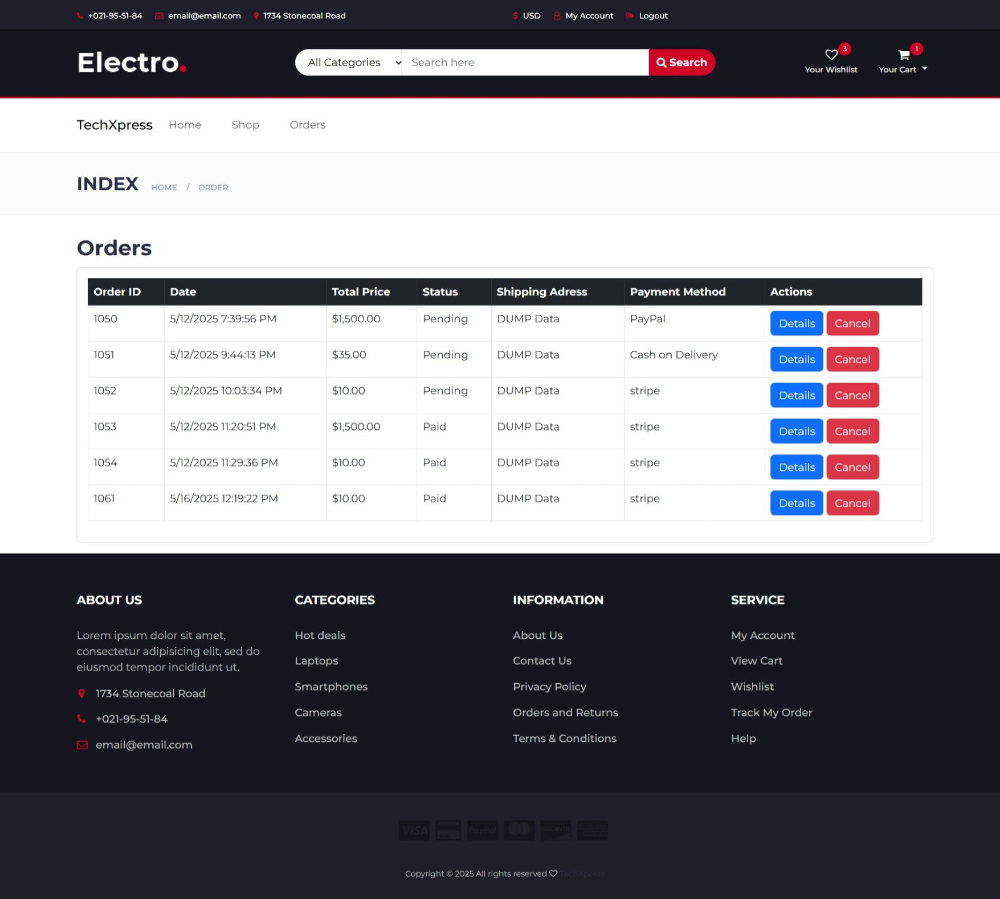 +021-95-51-84 email@email.com 1734 Stonecoal Road $ USD My Account Logout
Electro. All Categories Search here Search 3 Your Wishlist 1 Your Cart
TechXpress Home Shop Orders
INDEX HOME / ORDER
Orders
Order ID Date Total Price Status Shipping Adress Payment Method Actions
1050 5/12/2025 7:39:56 PM $1,500.00 Pending DUMP Data PayPal Details Cancel
1051 5/12/2025 9:44:13 PM $35.00 Pending DUMP Data Cash on Delivery Details Cancel
1052 5/12/2025 10:03:34 PM $10.00 Pending DUMP Data stripe Details Cancel
1053 5/12/2025 11:20:51 PM $1,500.00 Paid DUMP Data stripe Details Cancel
1054 5/12/2025 11:29:36 PM $10.00 Paid DUMP Data stripe Details Cancel
1061 5/16/2025 12:19:22 PM $10.00 Paid DUMP Data stripe Details Cancel
ABOUT US
Lorem ipsum dolor sit amet,
consectetur adipisicing elit, sed do
eiusmod tempor incididunt ut.
1734 Stonecoal Road
+021-95-51-84
email@email.com
CATEGORIES
Hot deals
Laptops
Smartphones
Cameras
Accessories
INFORMATION
About Us
Contact Us
Privacy Policy
Orders and Returns
Terms & Conditions
SERVICE
My Account
View Cart
Wishlist
Track My Order
Help
VISA PayPal DISCOVER
Copyright © 2025 All rights reserved TechXpress